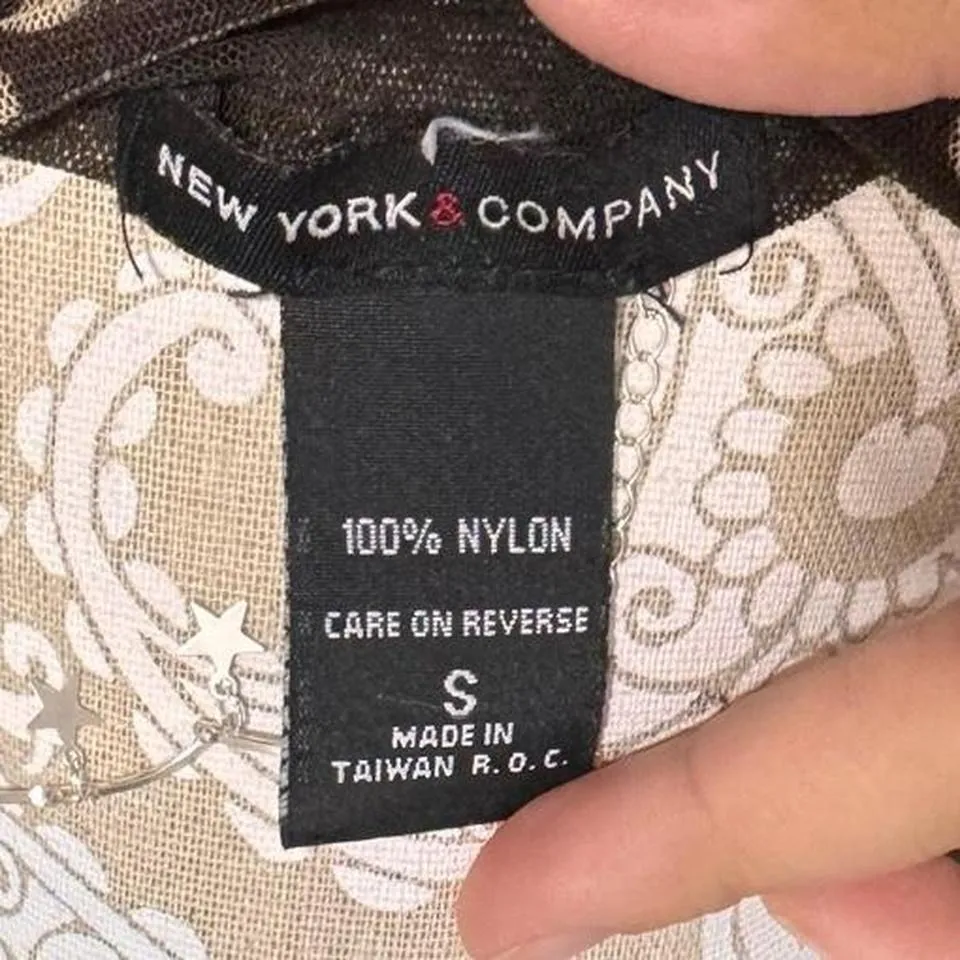 NEW YORK & COMPANY
100% NYLON
CARE ON REVERSE
S
MADE IN
TAIWAN R.O.C.